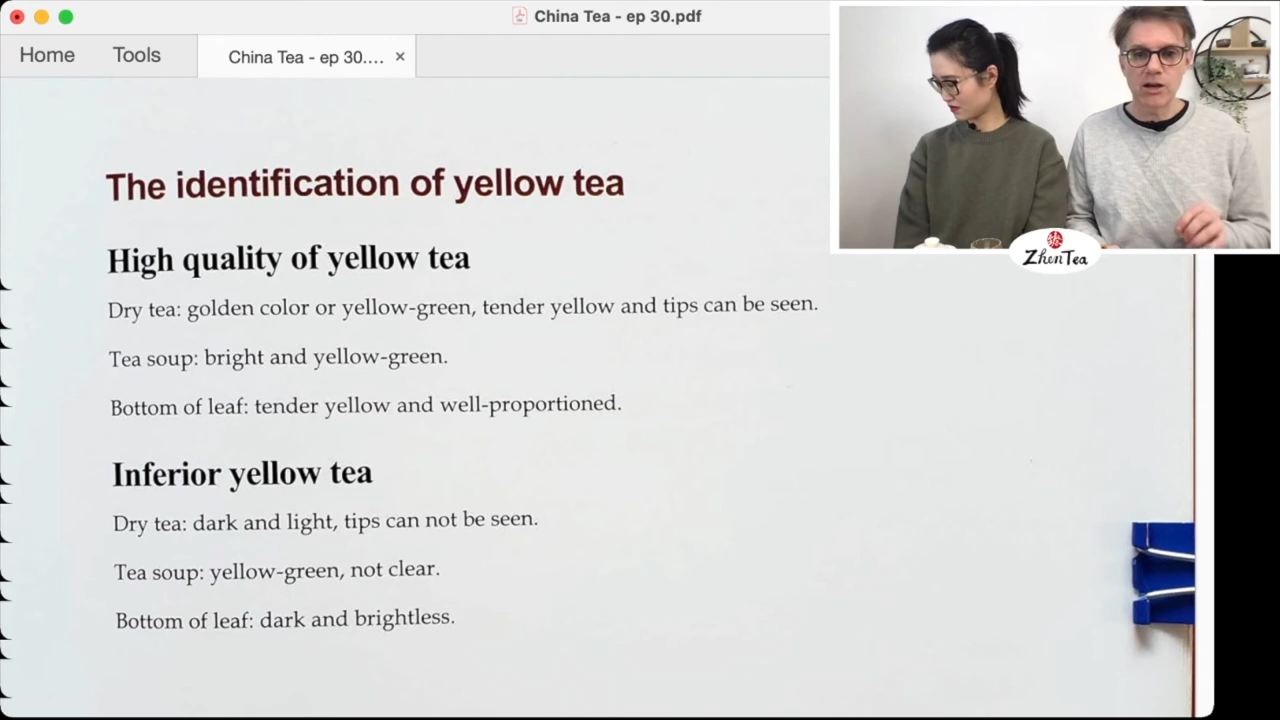 China Tea - ep 30.pdf
Home Tools China Tea - ep 30.... ×
The identification of yellow tea
High quality of yellow tea
Dry tea: golden color or yellow-green, tender yellow and tips can be seen.
Tea soup: bright and yellow-green.
Bottom of leaf: tender yellow and well-proportioned.
Inferior yellow tea
Dry tea: dark and light, tips can not be seen.
Tea soup: yellow-green, not clear.
Bottom of leaf: dark and brightless.
Zhen Tea